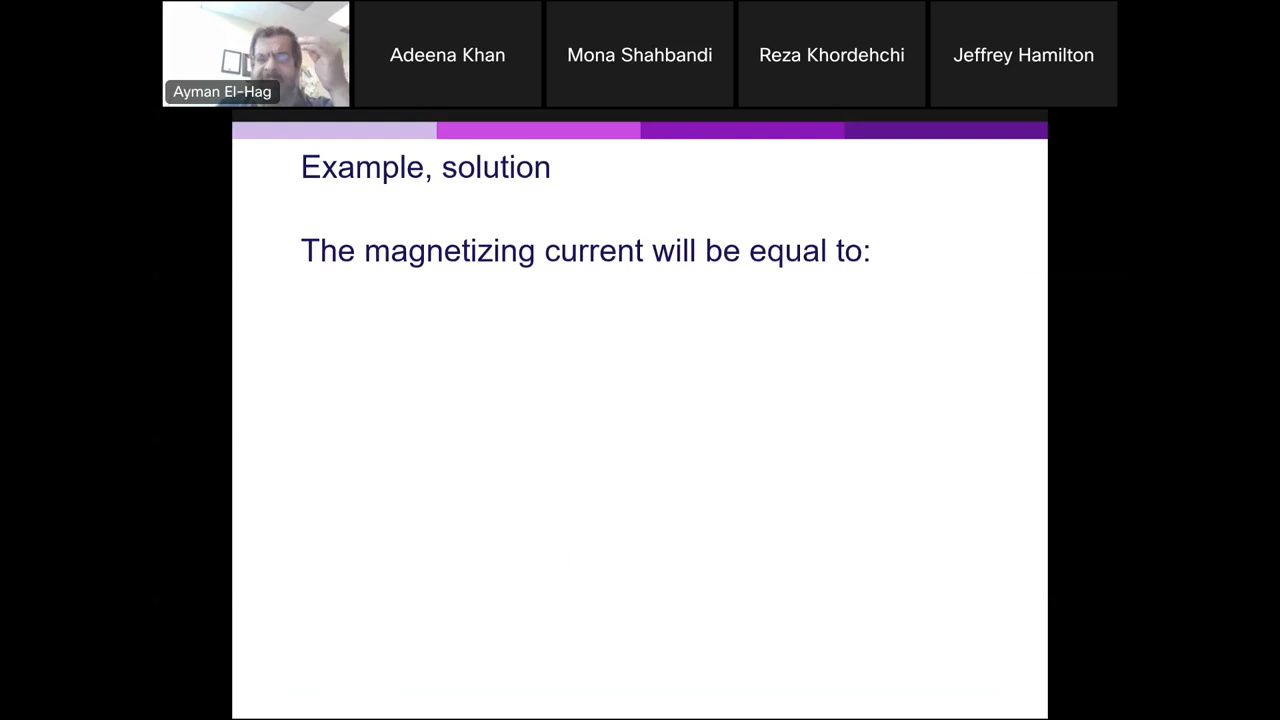 Ayman El-Hag
Adeena Khan
Mona Shahbandi
Reza Khordehchi
Jeffrey Hamilton
Example, solution
The magnetizing current will be equal to: